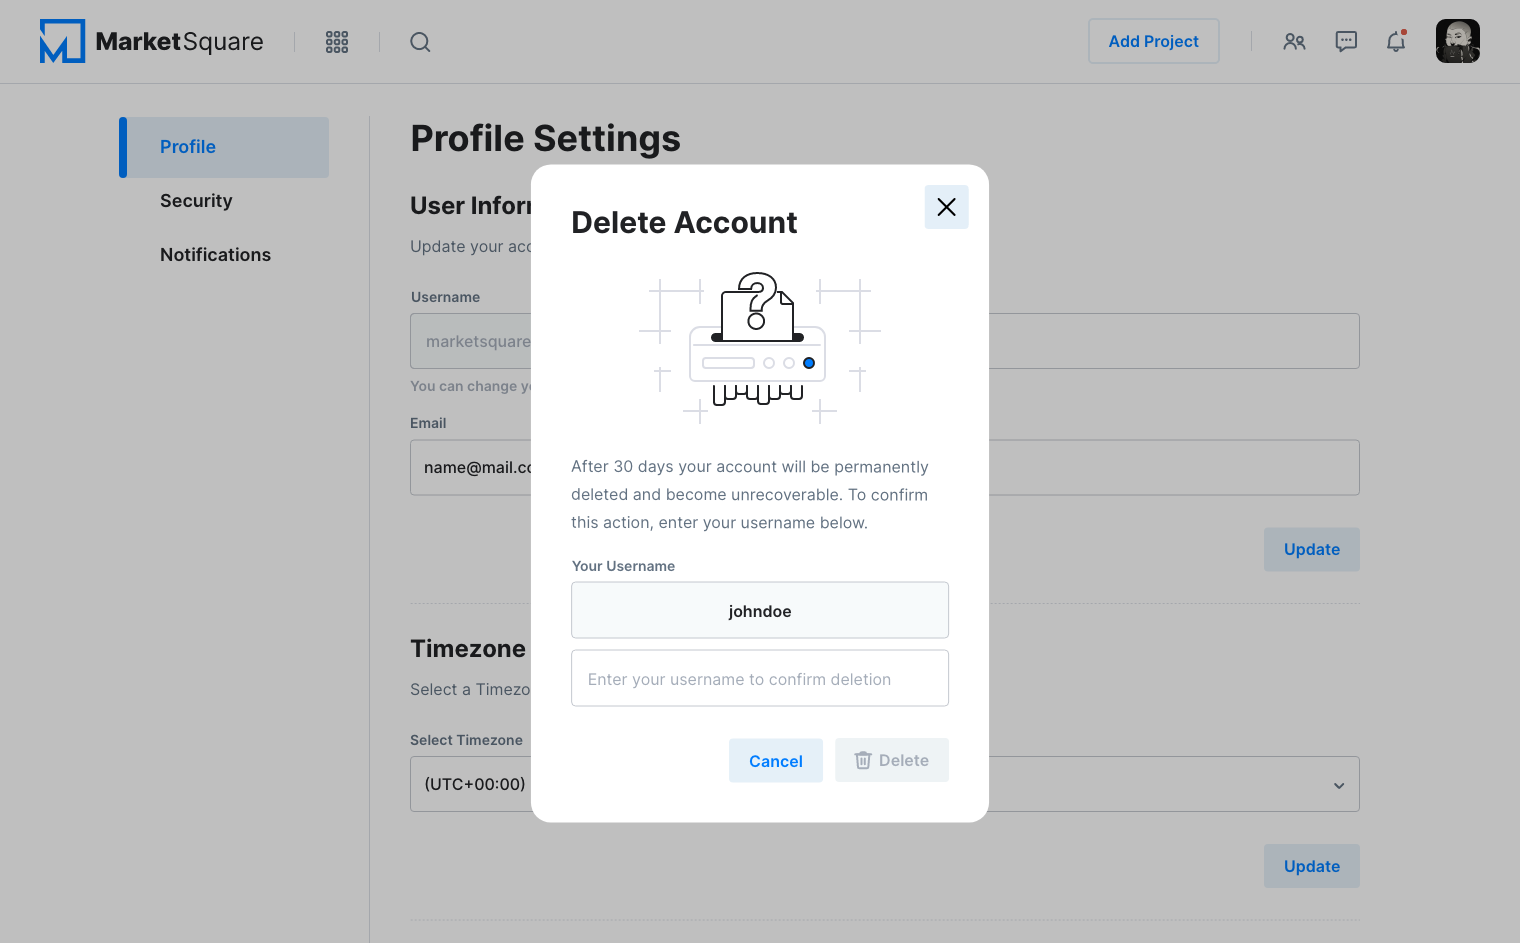 MarketSquare
Add Project
Profile
Security
Notifications
Profile Settings
User Infor
Update your acc
Username
marketsquare
You can change y
Email
name@mail.co
Update
Timezone
Select a Timezo
Select Timezone
(UTC+00:00)
Update
Delete Account
?
After 30 days your account will be permanently
deleted and become unrecoverable. To confirm
this action, enter your username below.
Your Username
johndoe
Enter your username to confirm deletion
Cancel
Delete